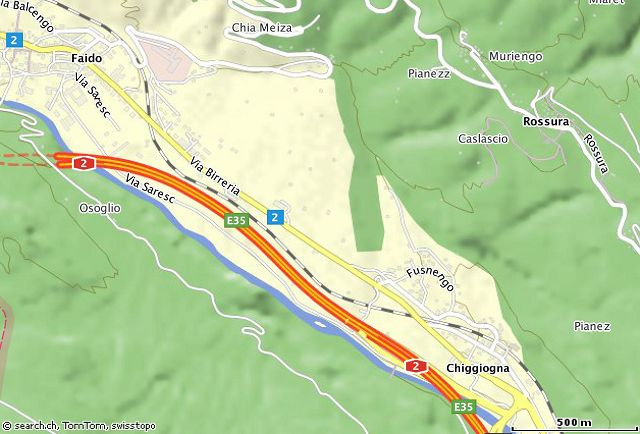 Via Balcengo
Miaret
2
Faido
Chia Meiza
Muriengo
Pianezz
Via Saresc
Rossura
Caslascio
Rossura
2
Via Birreria
Via Saresc
Osoglio
E35
2
Fusnengo
Pianez
2
Chiggiogna
E35
500 m
© search.ch, TomTom, swisstopo